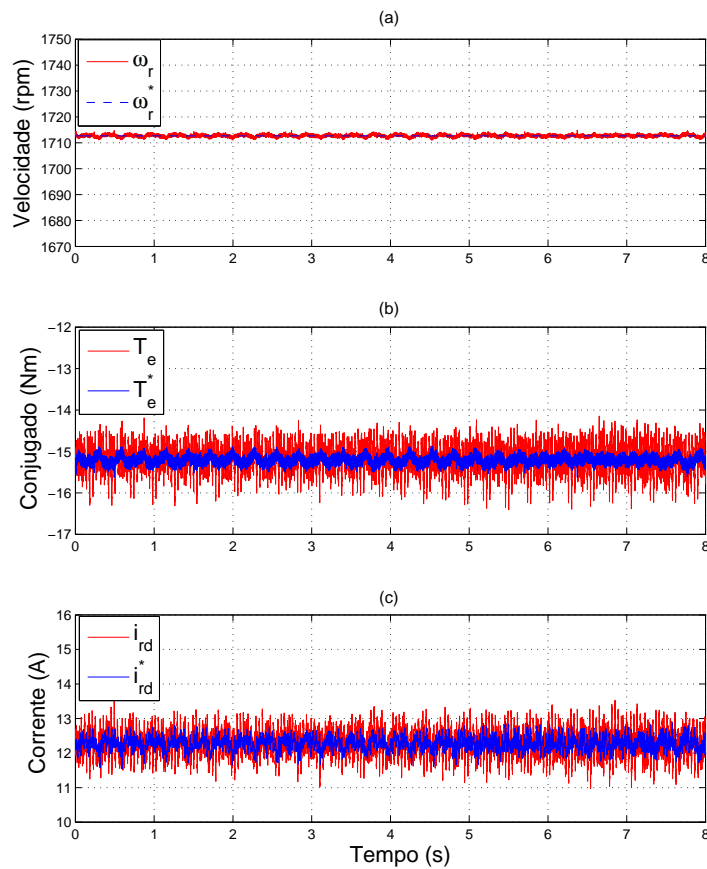 (a)
Velocidade (rpm)
1750
1740
1730
1720
1710
1700
1690
1680
1670
ω_r
ω_r^*
0 1 2 3 4 5 6 7 8
(b)
Conjugado (Nm)
−12
−13
−14
−15
−16
−17
T_e
T_e^*
0 1 2 3 4 5 6 7 8
(c)
Corrente (A)
16
15
14
13
12
11
10
i_rd
i_rd^*
0 1 2 3 4 5 6 7 8
Tempo (s)